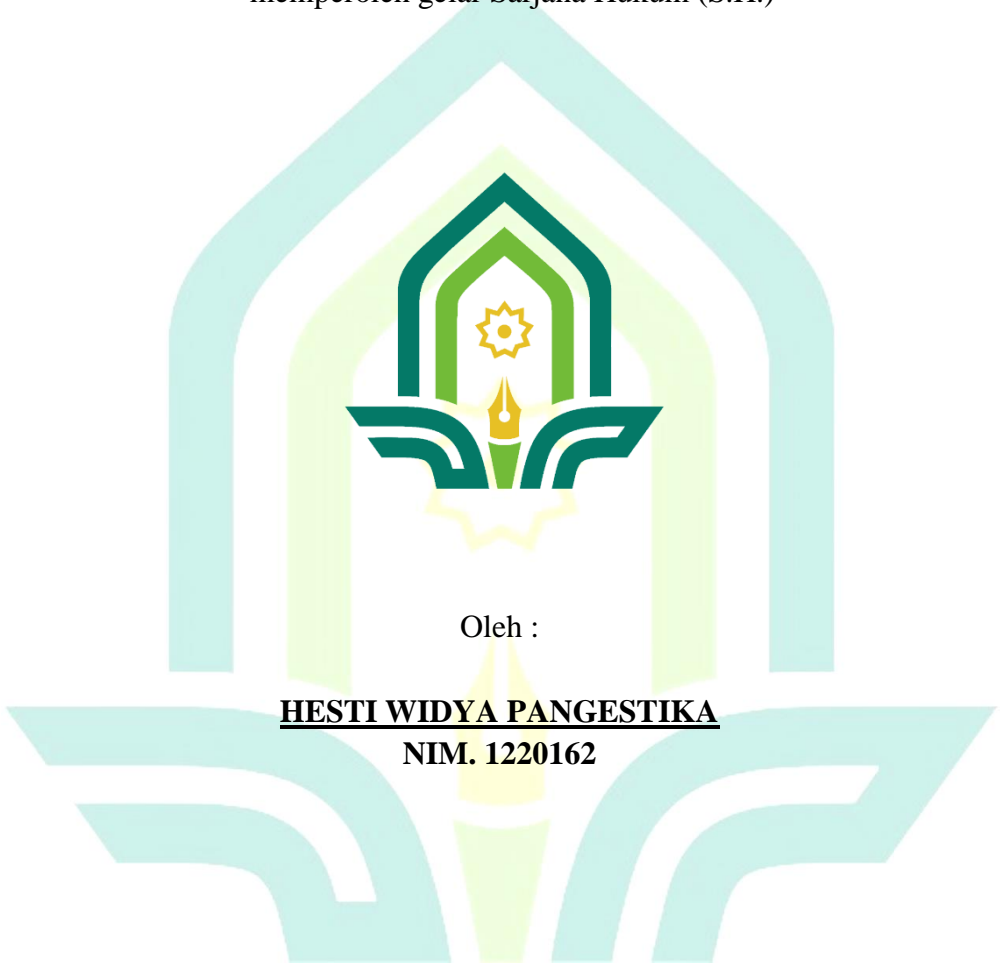 memperoleh gelar Sarjana Hukum (S.H.)
Oleh :
HESTI WIDYA PANGESTIKA
NIM. 1220162